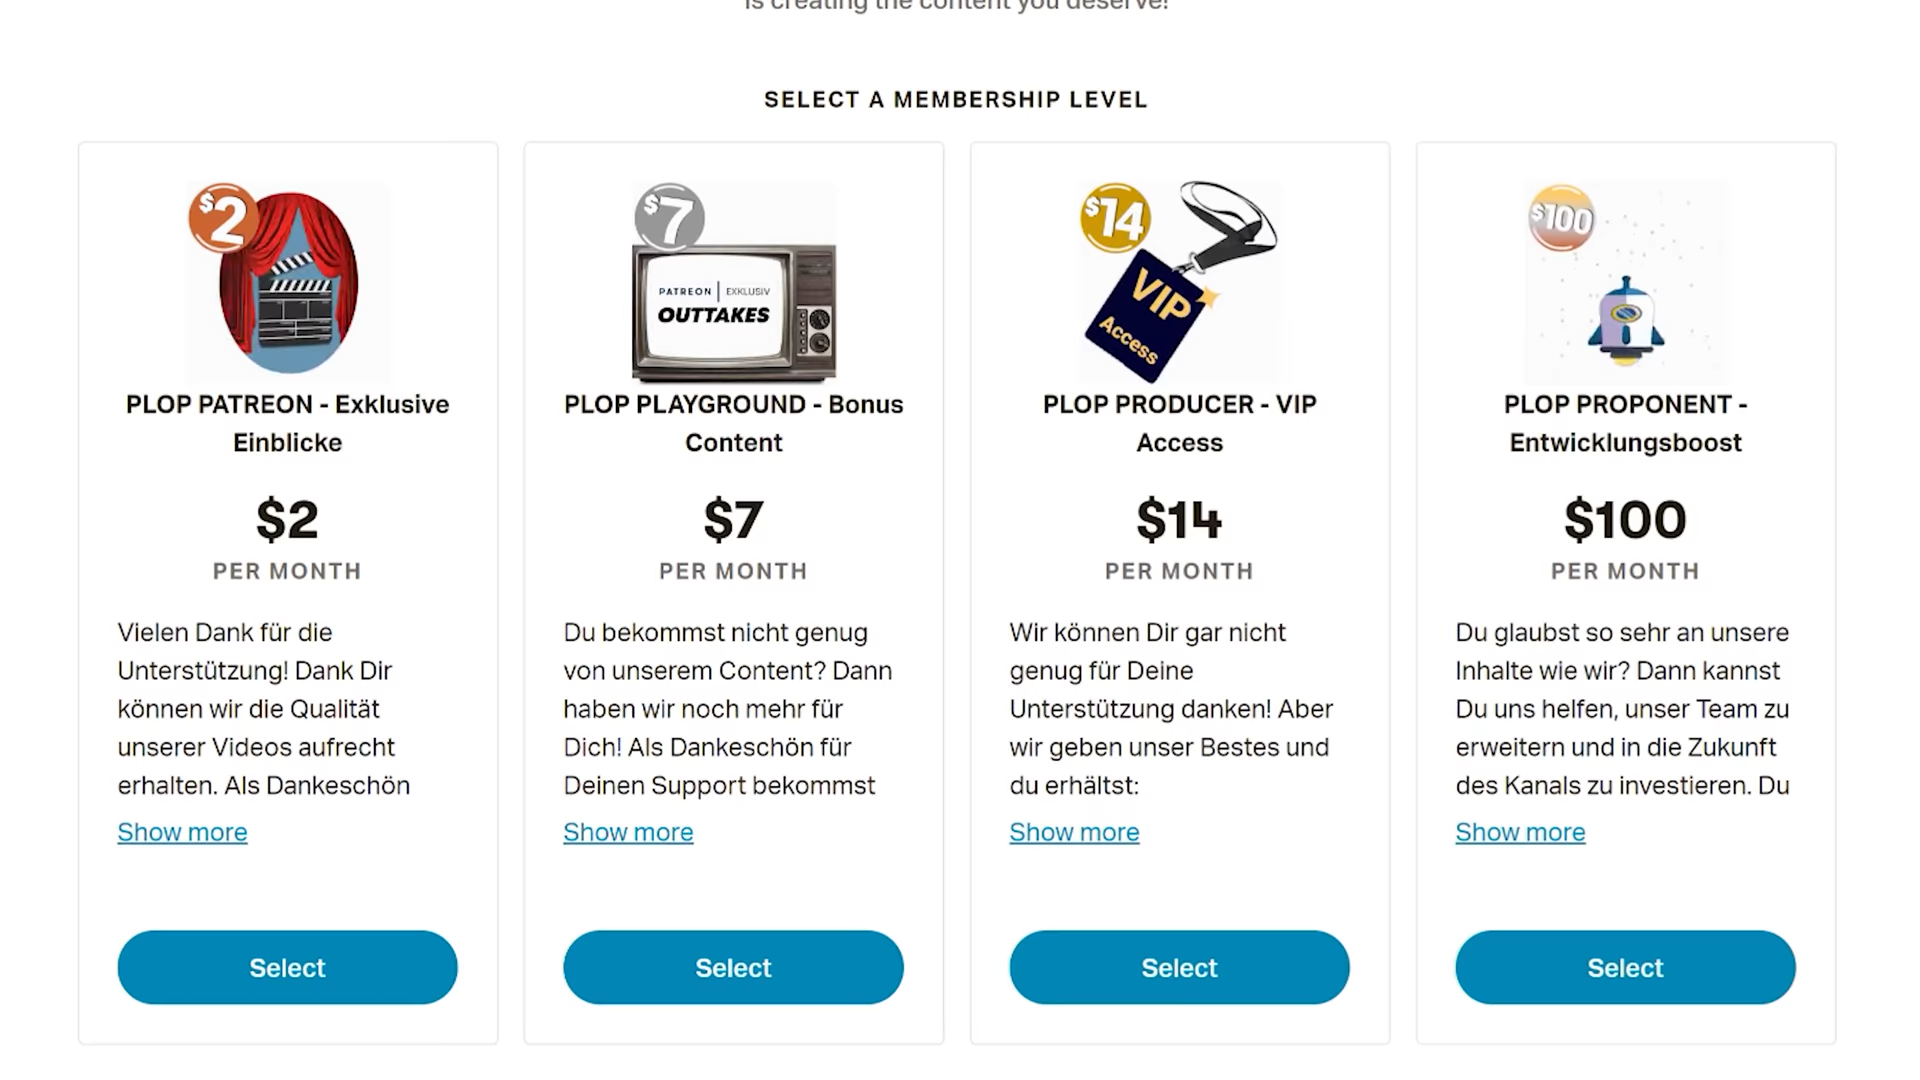 is creating the content you deserve!
SELECT A MEMBERSHIP LEVEL
$2
PLOP PATREON - Exklusive
Einblicke
$2
PER MONTH
Vielen Dank für die
Unterstützung! Dank Dir
können wir die Qualität
unserer Videos aufrecht
erhalten. Als Dankeschön
Show more
Select
$7
PATREON | EXKLUSIV
OUTTAKES
PLOP PLAYGROUND - Bonus
Content
$7
PER MONTH
Du bekommst nicht genug
von unserem Content? Dann
haben wir noch mehr für
Dich! Als Dankeschön für
Deinen Support bekommst
Show more
Select
$14
VIP
Access
PLOP PRODUCER - VIP
Access
$14
PER MONTH
Wir können Dir gar nicht
genug für Deine
Unterstützung danken! Aber
wir geben unser Bestes und
du erhältst:
Show more
Select
$100
PLOP PROPONENT -
Entwicklungsboost
$100
PER MONTH
Du glaubst so sehr an unsere
Inhalte wie wir? Dann kannst
Du uns helfen, unser Team zu
erweitern und in die Zukunft
des Kanals zu investieren. Du
Show more
Select